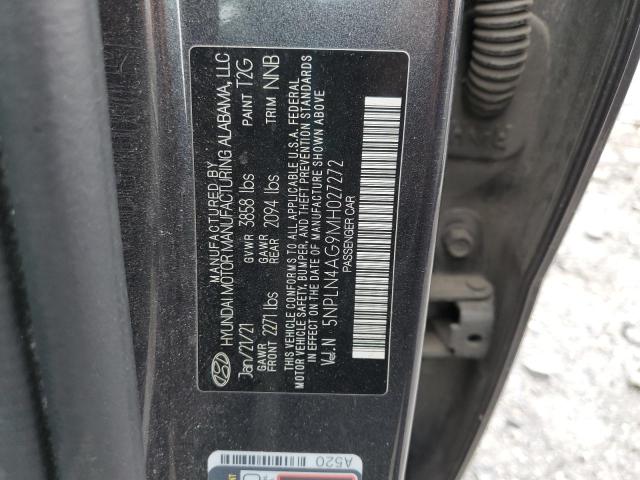 MANUFACTURED BY
HYUNDAI MOTOR MANUFACTURING ALABAMA, LLC
Jan/21/21 GVWR 3858 lbs PAINT T2G
GAWR FRONT 2271 lbs GAWR REAR 2094 lbs TRIM NNB
THIS VEHICLE CONFORMS TO ALL APPLICABLE U.S.A. FEDERAL
MOTOR VEHICLE SAFETY, BUMPER, AND THEFT PREVENTION STANDARDS
IN EFFECT ON THE DATE OF MANUFACTURE SHOWN ABOVE
V.I.N 5NPLN4AG9MH027272
PASSENGER CAR
A520